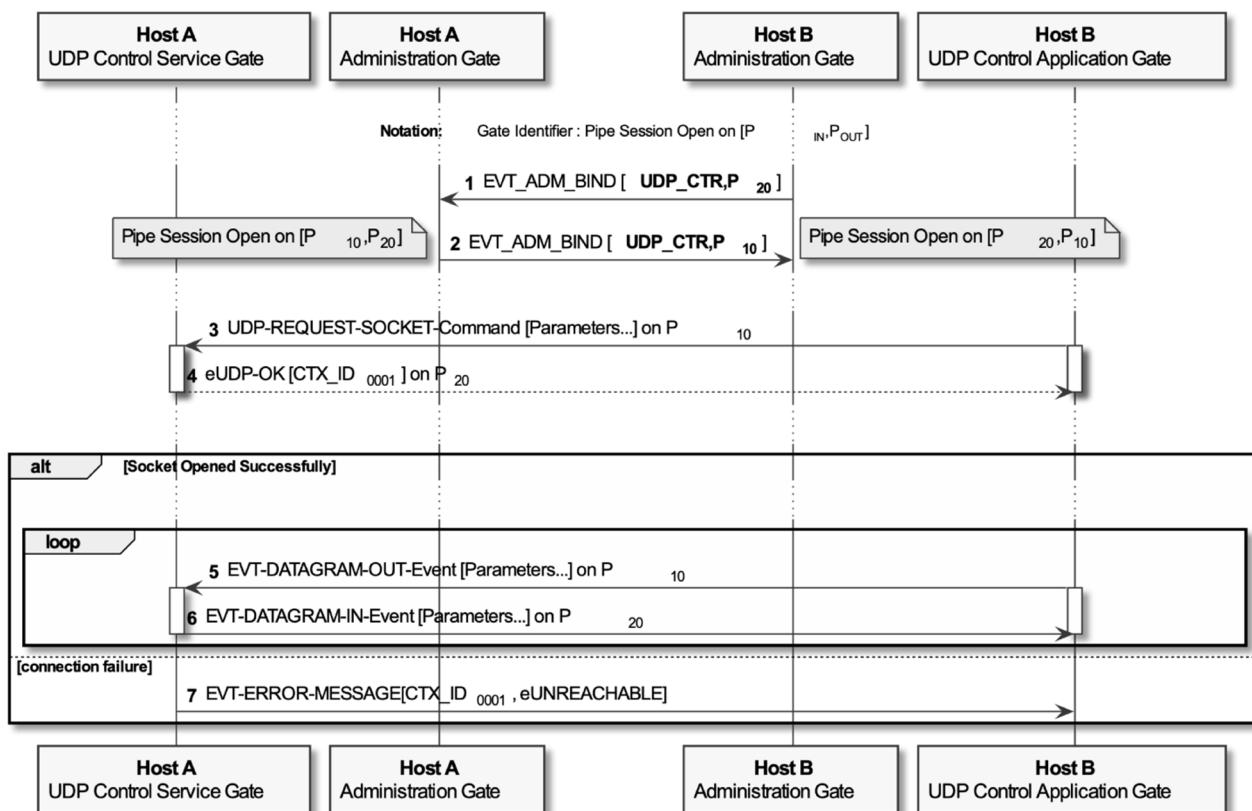 Host A
UDP Control Service Gate
Host A
Administration Gate
Host B
Administration Gate
Host B
UDP Control Application Gate
Notation: Gate Identifier : Pipe Session Open on [P IN,POUT]
1 EVT_ADM_BIND [ UDP_CTR,P 20 ]
Pipe Session Open on [P 10,P20]
2 EVT_ADM_BIND [ UDP_CTR,P 10 ]
Pipe Session Open on [P 20,P10]
3 UDP-REQUEST-SOCKET-Command [Parameters...] on P 10
4 eUDP-OK [CTX_ID 0001 ] on P 20
alt [Socket Opened Successfully]
loop
5 EVT-DATAGRAM-OUT-Event [Parameters...] on P 10
6 EVT-DATAGRAM-IN-Event [Parameters...] on P 20
[connection failure]
7 EVT-ERROR-MESSAGE[CTX_ID 0001 , eUNREACHABLE]
Host A
UDP Control Service Gate
Host A
Administration Gate
Host B
Administration Gate
Host B
UDP Control Application Gate